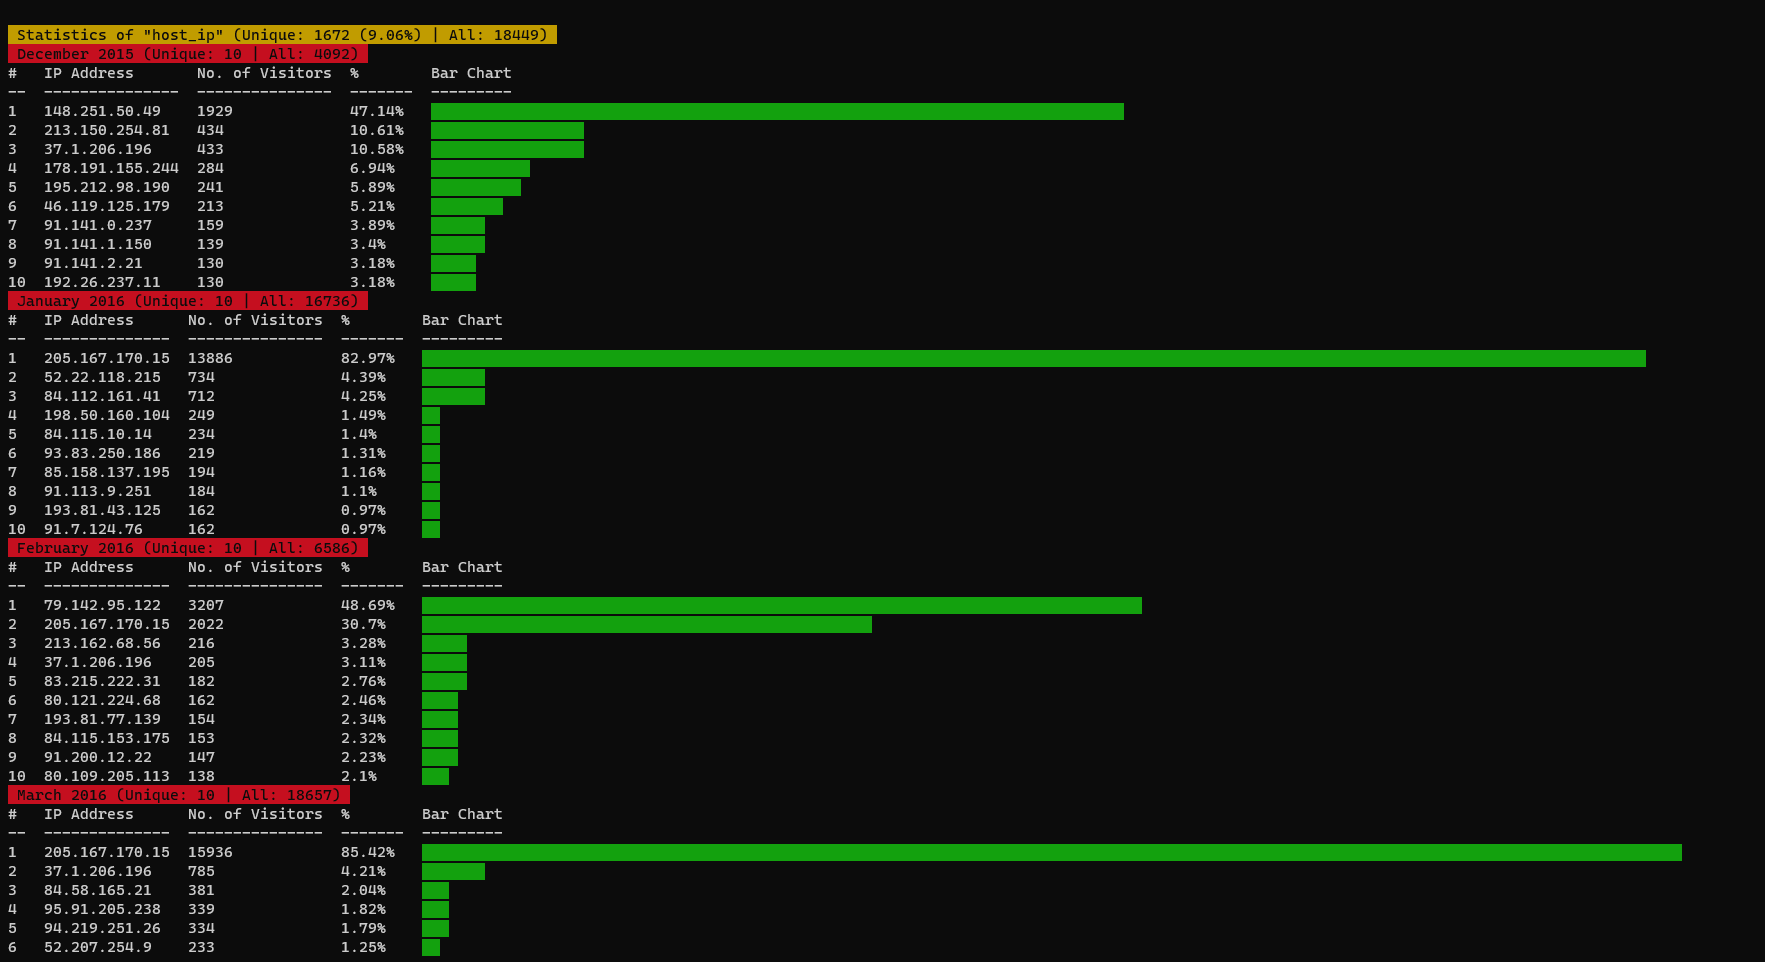 Statistics of "host_ip" (Unique: 1672 (9.06%) | All: 18449)
December 2015 (Unique: 10 | All: 4092)
# IP Address No. of Visitors % Bar Chart
-- --------------- --------------- ------- ---------
1 148.251.50.49 1929 47.14%
2 213.150.254.81 434 10.61%
3 37.1.206.196 433 10.58%
4 178.191.155.244 284 6.94%
5 195.212.98.190 241 5.89%
6 46.119.125.179 213 5.21%
7 91.141.0.237 159 3.89%
8 91.141.1.150 139 3.4%
9 91.141.2.21 130 3.18%
10 192.26.237.11 130 3.18%
January 2016 (Unique: 10 | All: 16736)
# IP Address No. of Visitors % Bar Chart
-- -------------- --------------- ------- ---------
1 205.167.170.15 13886 82.97%
2 52.22.118.215 734 4.39%
3 84.112.161.41 712 4.25%
4 198.50.160.104 249 1.49%
5 84.115.10.14 234 1.4%
6 93.83.250.186 219 1.31%
7 85.158.137.195 194 1.16%
8 91.113.9.251 184 1.1%
9 193.81.43.125 162 0.97%
10 91.7.124.76 162 0.97%
February 2016 (Unique: 10 | All: 6586)
# IP Address No. of Visitors % Bar Chart
-- -------------- --------------- ------- ---------
1 79.142.95.122 3207 48.69%
2 205.167.170.15 2022 30.7%
3 213.162.68.56 216 3.28%
4 37.1.206.196 205 3.11%
5 83.215.222.31 182 2.76%
6 80.121.224.68 162 2.46%
7 193.81.77.139 154 2.34%
8 84.115.153.175 153 2.32%
9 91.200.12.22 147 2.23%
10 80.109.205.113 138 2.1%
March 2016 (Unique: 10 | All: 18657)
# IP Address No. of Visitors % Bar Chart
-- -------------- --------------- ------- ---------
1 205.167.170.15 15936 85.42%
2 37.1.206.196 785 4.21%
3 84.58.165.21 381 2.04%
4 95.91.205.238 339 1.82%
5 94.219.251.26 334 1.79%
6 52.207.254.9 233 1.25%